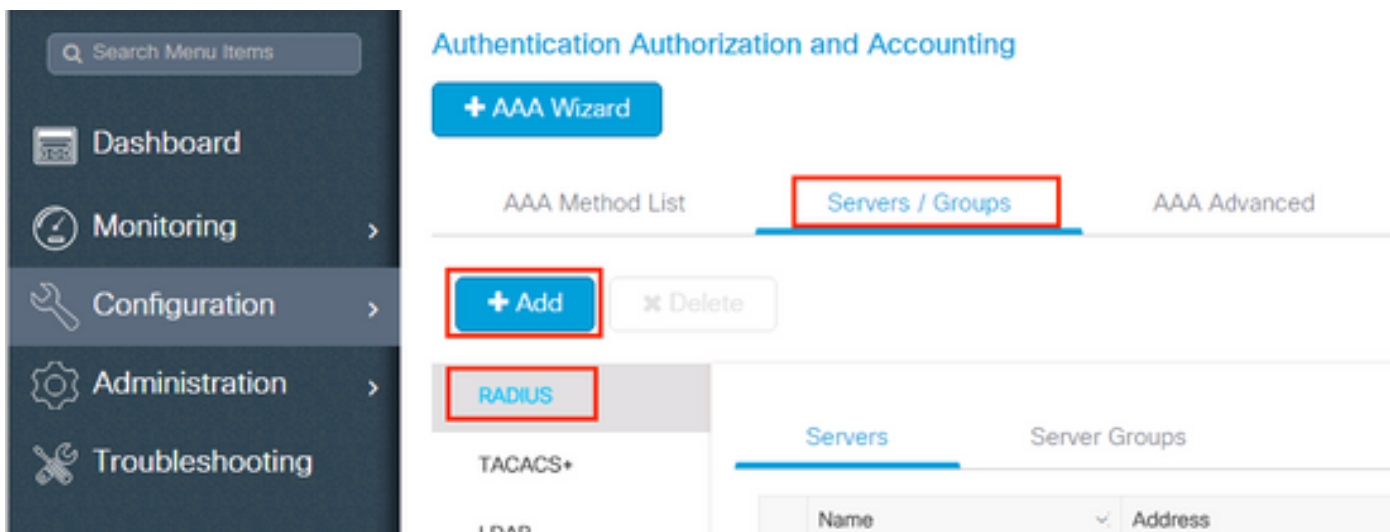 Search Menu Items
Dashboard
Monitoring
Configuration
Administration
Troubleshooting
Authentication Authorization and Accounting
+ AAA Wizard
AAA Method List
Servers / Groups
AAA Advanced
+ Add
✖ Delete
RADIUS
TACACS+
LDAP
Servers
Server Groups
Name
Address